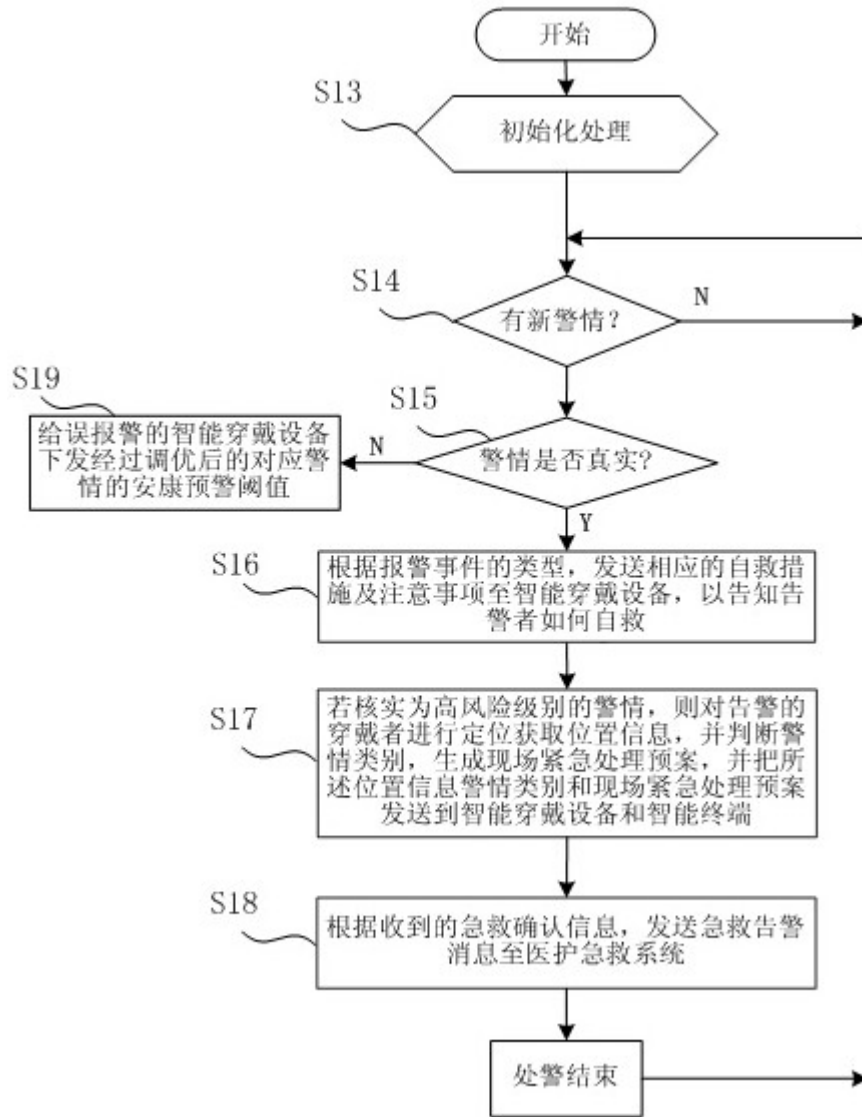 开始
S13
初始化处理
S14
有新警情?
N
S15
警情是否真实?
N
Y
S19
给误报警的智能穿戴设备
下发经过调优后的对应警
情的安康预警阈值
S16
根据报警事件的类型，发送相应的自救措
施及注意事项至智能穿戴设备，以告知告
警者如何自救
S17
若核实为高风险级别的警情，则对告警的
穿戴者进行定位获取位置信息，并判断警
情类别，生成现场紧急处理预案，并把所
述位置信息警情类别和现场紧急处理预案
发送到智能穿戴设备和智能终端
S18
根据收到的急救确认信息，发送急救告警
消息至医护急救系统
处警结束